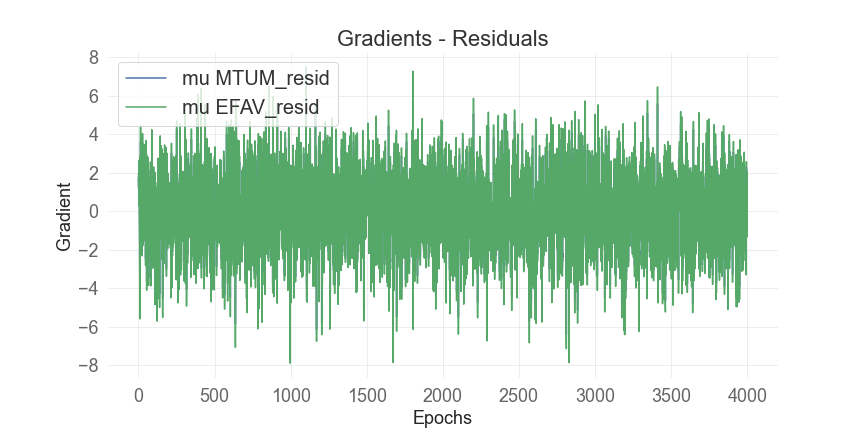 Gradients - Residuals
mu MTUM_resid
mu EFAV_resid
Gradient
8
6
4
2
0
−2
−4
−6
−8
0 500 1000 1500 2000 2500 3000 3500 4000
Epochs